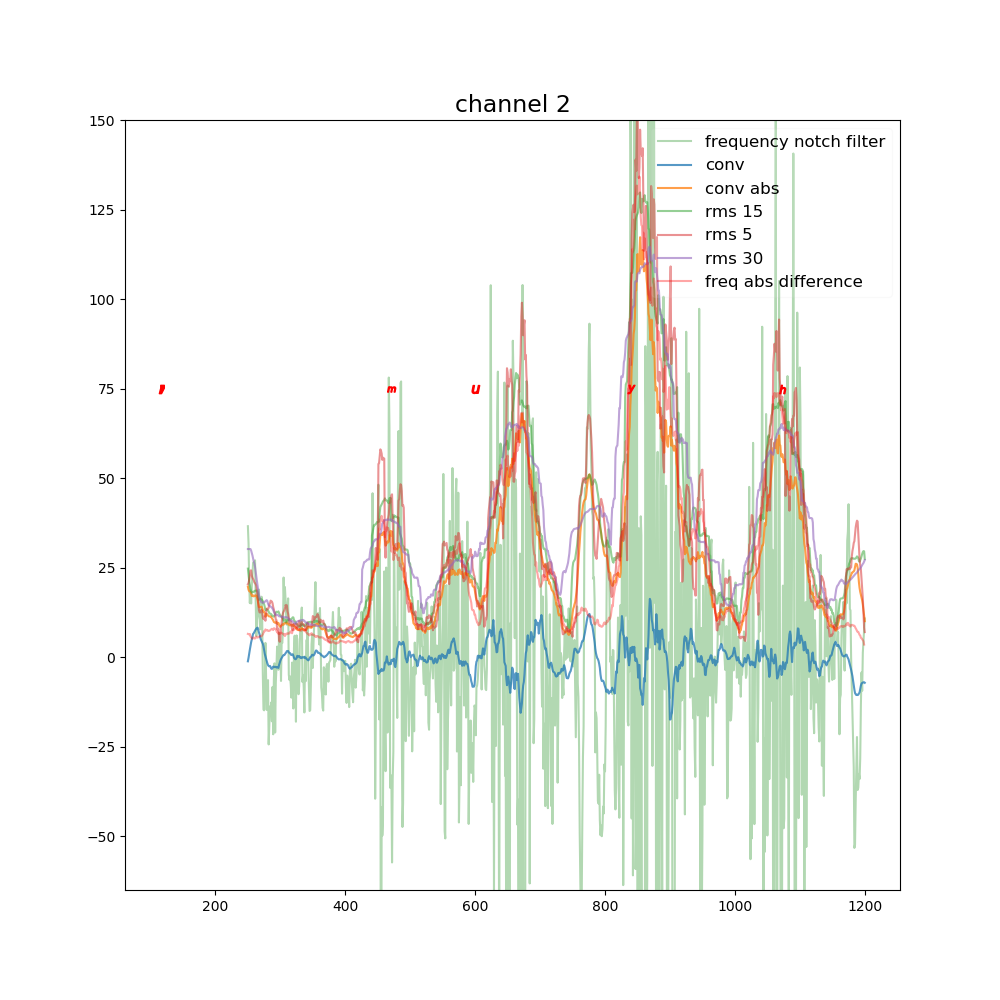 channel 2
150
frequency notch filter
conv
conv abs
rms 15
rms 5
rms 30
freq abs difference
125
100
75
m u y h
50
25
0
−25
−50
200 400 600 800 1000 1200